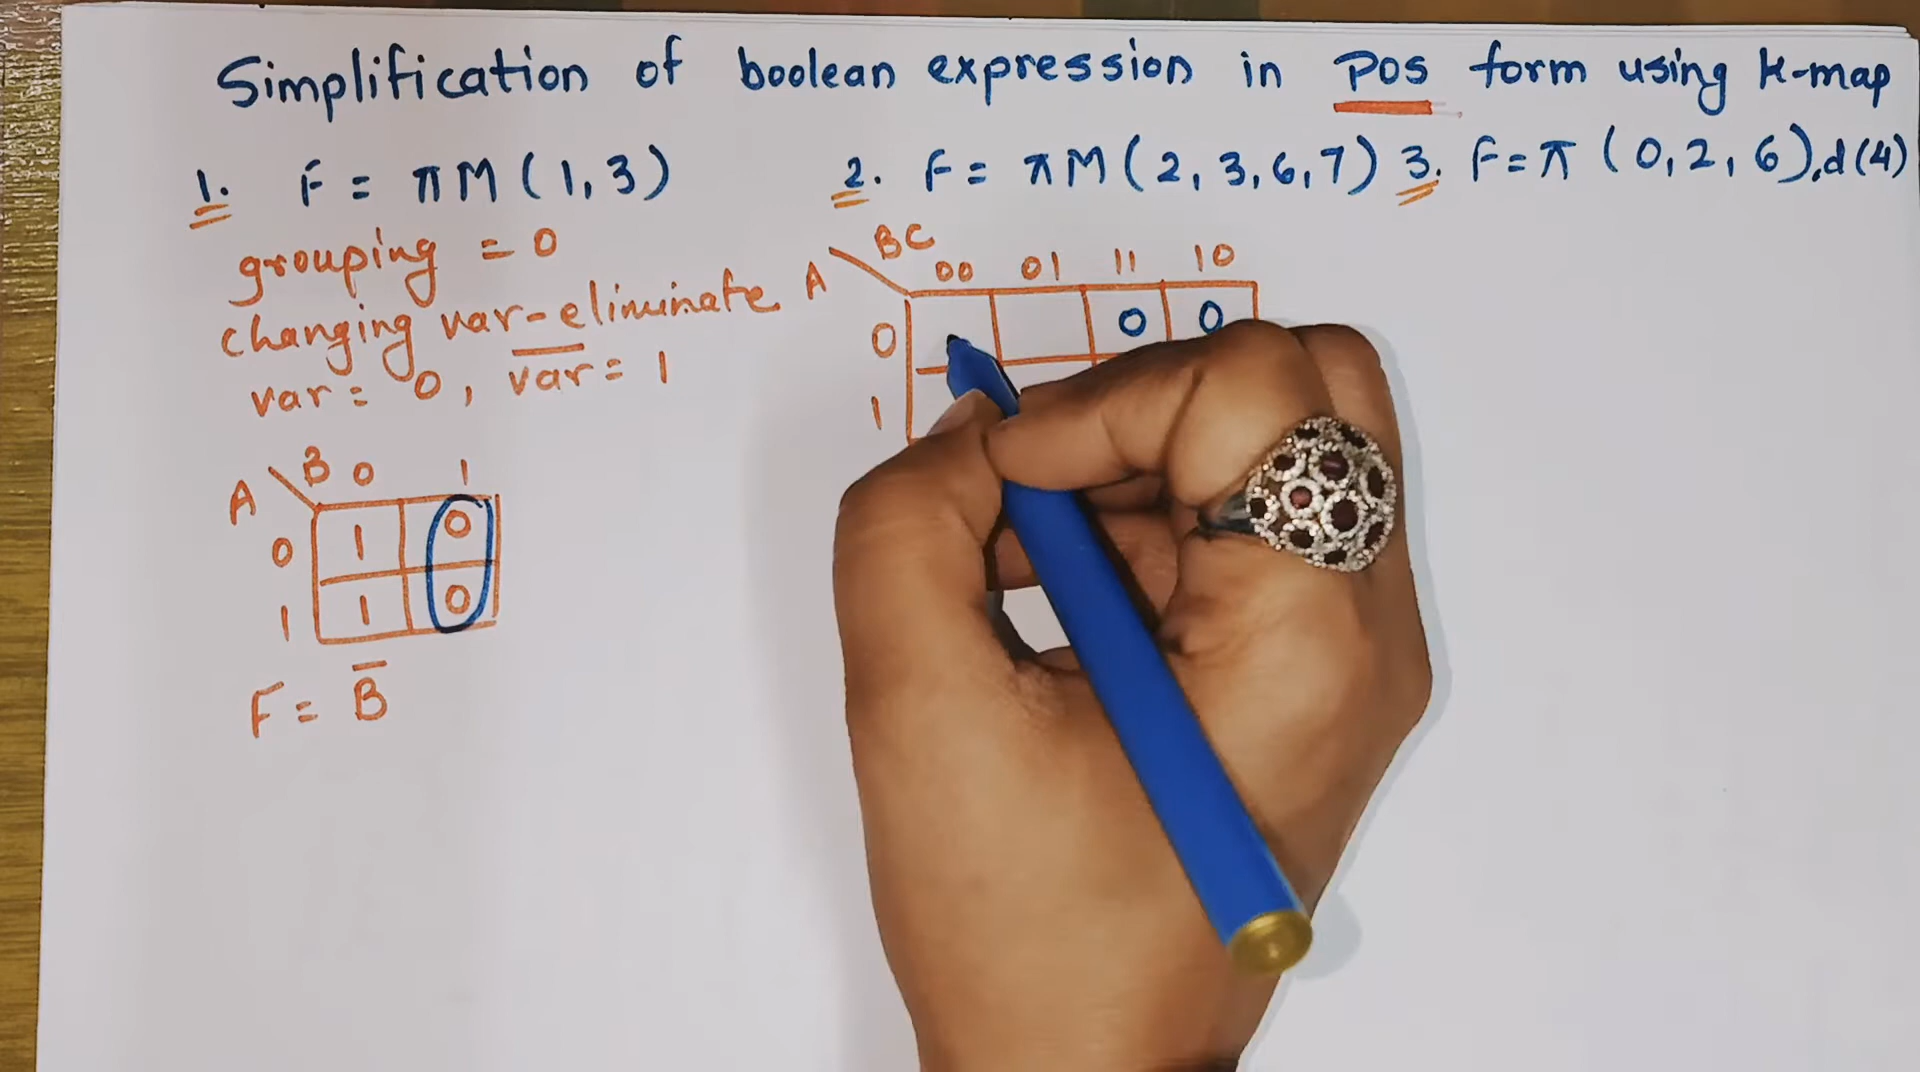 Simplification of boolean expression in POS form using K-map
1. F = πM(1,3)
2. F = πM(2,3,6,7)
3. F=π(0,2,6).d(4)
grouping = 0
changing var-eliminate
var = 0, v̅a̅r̅ = 1
A \ B 0 1
0 1 0
1 1 0
F = B̅
A \ BC 00 01 11 10
0 0 0
1